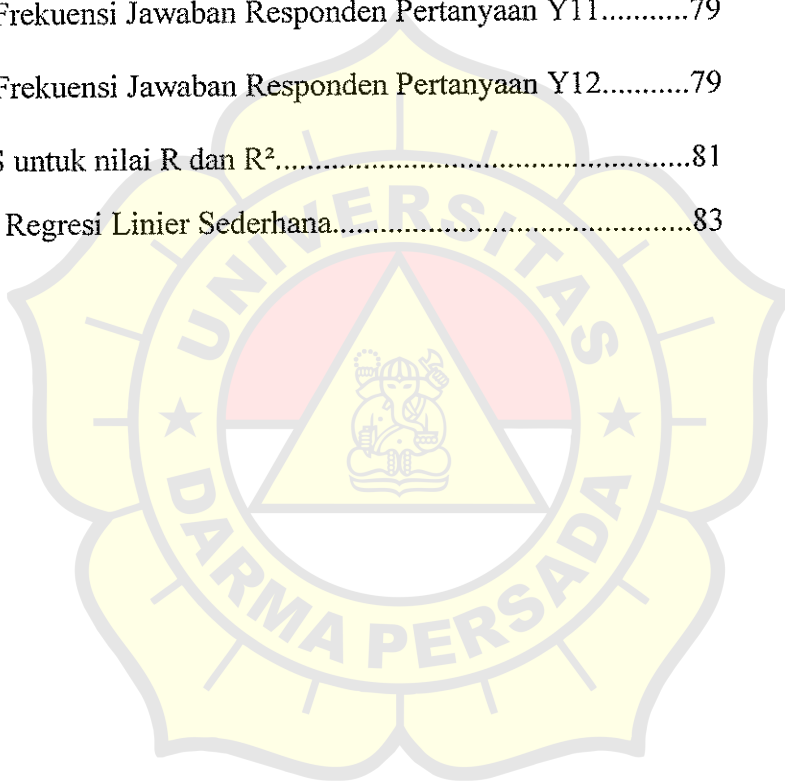 Frekuensi Jawaban Responden Pertanyaan Y11...........79
Frekuensi Jawaban Responden Pertanyaan Y12...........79
S untuk nilai R dan R².....................................................81
Regresi Linier Sederhana..............................................83
UNIVERSITAS
DARMA PERSADA